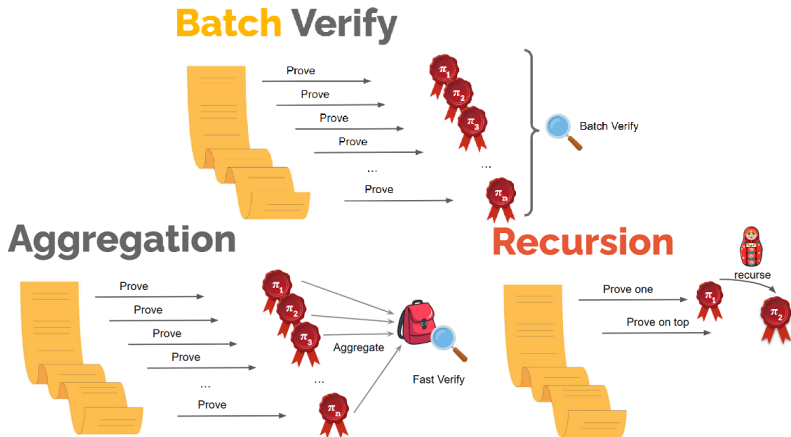 Batch Verify
Prove
π1
Prove
π2
Prove
π3
Prove
Batch Verify
...
...
Prove
πn
Aggregation
Prove
π1
Prove
π2
Prove
π3
Aggregate
Prove
Fast Verify
...
...
Prove
πn
Recursion
recurse
Prove one
π1
Prove on top
π2